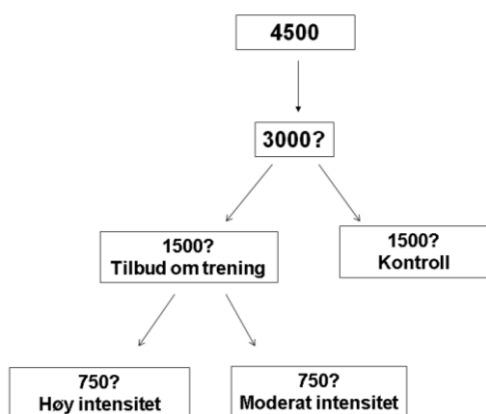 4500
3000?
1500?
Tilbud om trening
1500?
Kontroll
750?
Høy intensitet
750?
Moderat intensitet